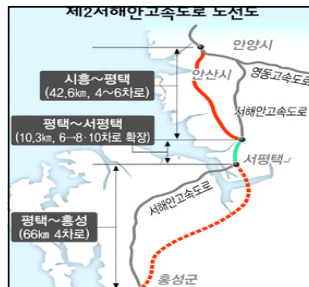 제2서해안고속도로 노선도
안양시
시흥~평택
(42.6km, 4~6차로)
안산시
영동고속도로
서해안고속도로
평택~서평택
(10.3km, 6→8·10차로 확장)
서평택
평택~홍성
(66km 4차로)
서해안고속도로
홍성군